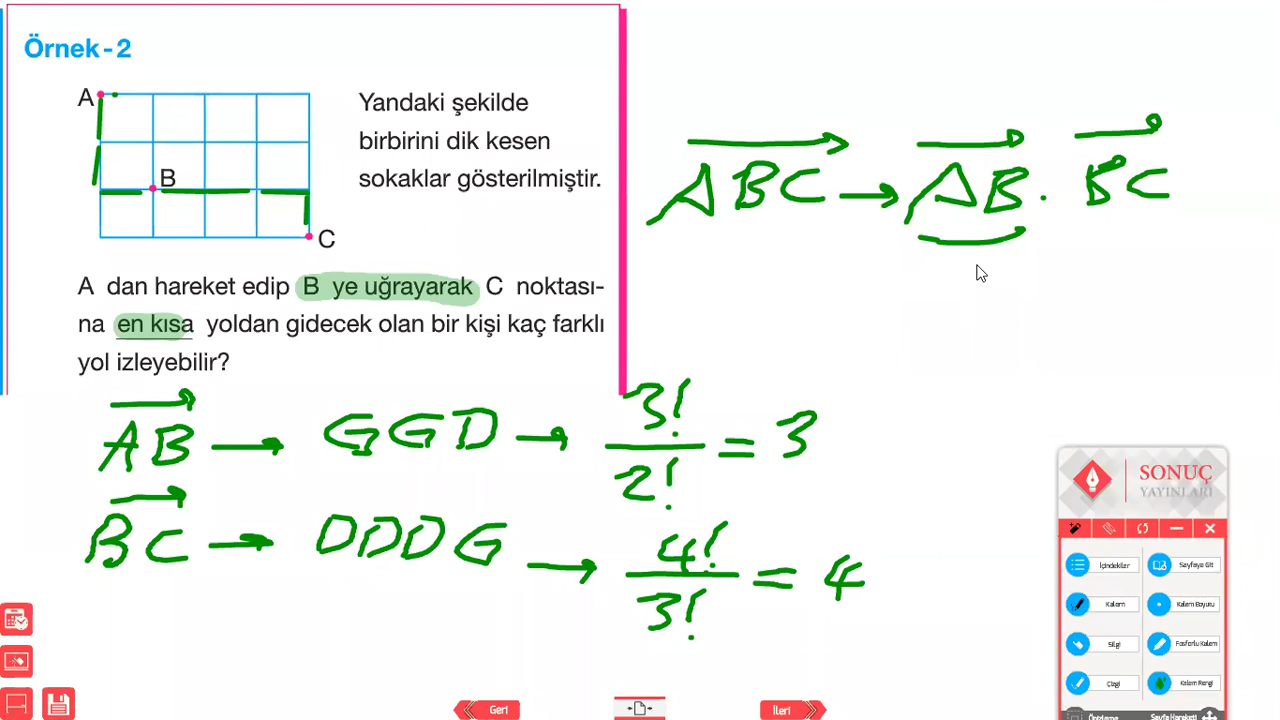 Örnek - 2
A
B
C
Yandaki şekilde
birbirini dik kesen
sokaklar gösterilmiştir.
A dan hareket edip B ye uğrayarak C noktası-
na en kısa yoldan gidecek olan bir kişi kaç farklı
yol izleyebilir?
ABC → AB . BC
AB → GGD → 3!/2! = 3
BC → DDDG → 4!/3! = 4
SONUÇ
YAYINLARI
İçindekiler
Sayfaya Git
Kalem
Kalem Boyutu
Silgi
Fosforlu Kalem
Çizgi
Kalem Rengi
Sayfa Hareketi
Geri
İleri